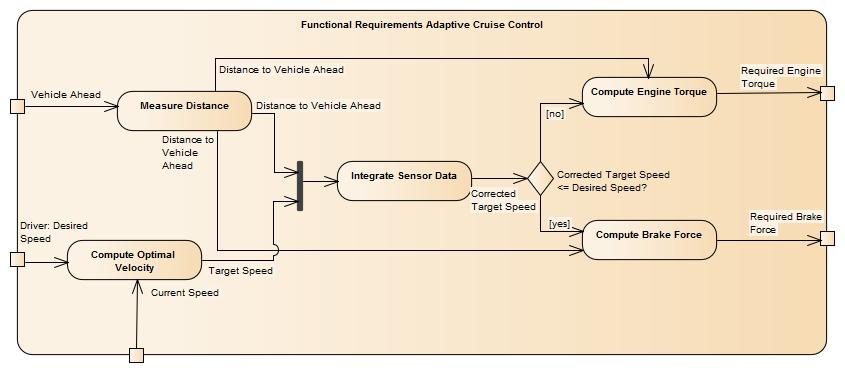 Functional Requirements Adaptive Cruise Control
Distance to Vehicle Ahead
Required Engine
Torque
Vehicle Ahead
Measure Distance
Distance to Vehicle Ahead
Compute Engine Torque
[no]
Distance to
Vehicle
Ahead
Integrate Sensor Data
Corrected Target Speed
<= Desired Speed?
Corrected
Target Speed
Driver: Desired
Speed
[yes]
Required Brake
Force
Compute Brake Force
Compute Optimal
Velocity
Target Speed
Current Speed